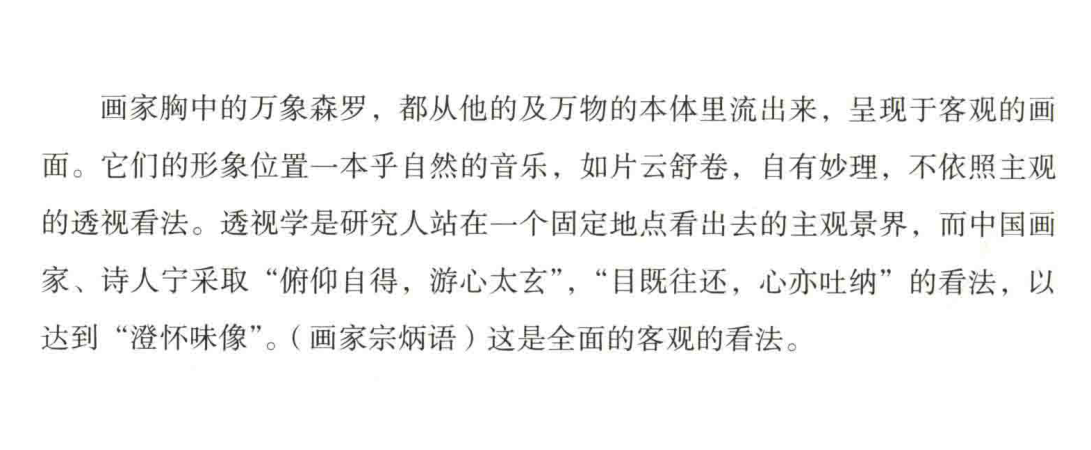 画家胸中的万象森罗，都从他的及万物的本体里流出来，呈现于客观的画
面。它们的形象位置一本乎自然的音乐，如片云舒卷，自有妙理，不依照主观
的透视看法。透视学是研究人站在一个固定地点看出去的主观景界，而中国画
家、诗人宁采取“俯仰自得，游心太玄”，“目既往还，心亦吐纳”的看法，以
达到“澄怀味像”。（画家宗炳语）这是全面的客观的看法。